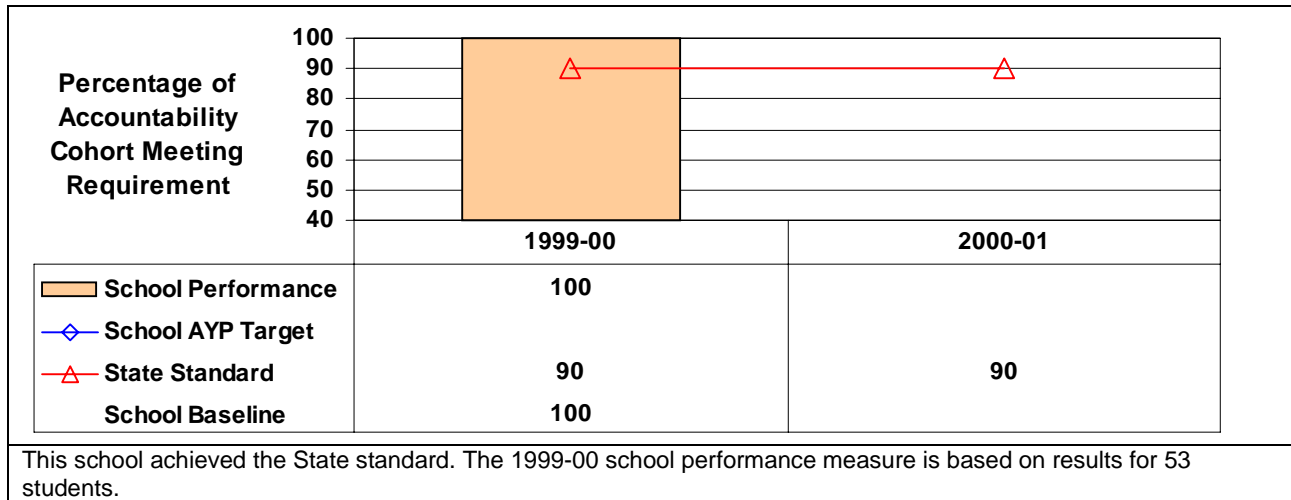 Percentage of
Accountability
Cohort Meeting
Requirement
100
90
80
70
60
50
40
1999-00 2000-01
School Performance 100
School AYP Target
State Standard 90 90
School Baseline 100
This school achieved the State standard. The 1999-00 school performance measure is based on results for 53
students.